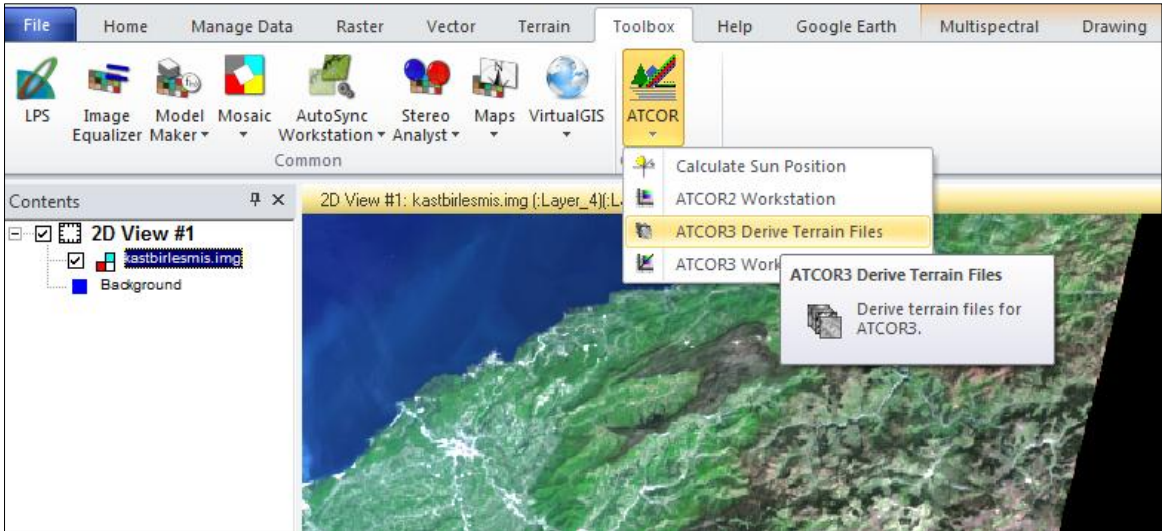 File Home Manage Data Raster Vector Terrain Toolbox Help Google Earth Multispectral Drawing
LPS Image Equalizer Model Maker Mosaic AutoSync Workstation Stereo Analyst Maps VirtualGIS ATCOR
Common
Calculate Sun Position
ATCOR2 Workstation
ATCOR3 Derive Terrain Files
ATCOR3 Work
ATCOR3 Derive Terrain Files
Derive terrain files for
ATCOR3.
Contents
2D View #1
kastbirlesmis.img
Background
2D View #1: kastbirlesmis.img (:Layer_4)(:L